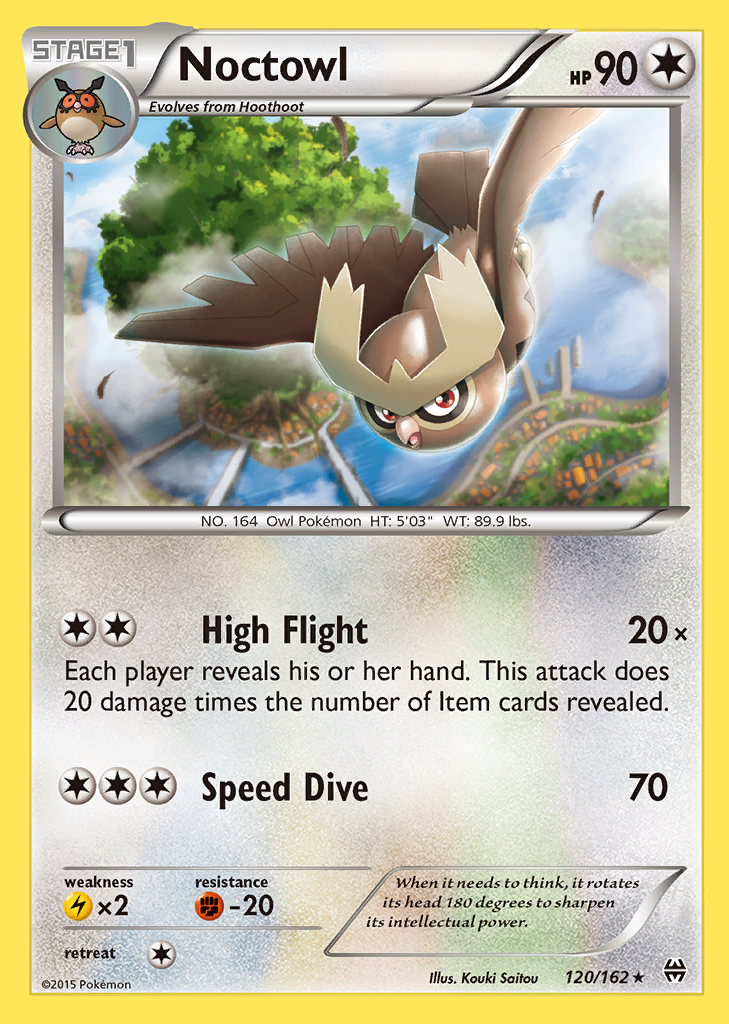 STAGE1
Noctowl
HP 90
Evolves from Hoothoot
NO. 164 Owl Pokémon HT: 5'03" WT: 89.9 lbs.
High Flight 20×
Each player reveals his or her hand. This attack does
20 damage times the number of Item cards revealed.
Speed Dive 70
weakness resistance
×2 -20
retreat
When it needs to think, it rotates
its head 180 degrees to sharpen
its intellectual power.
Illus. Kouki Saitou 120/162 ★
©2015 Pokémon